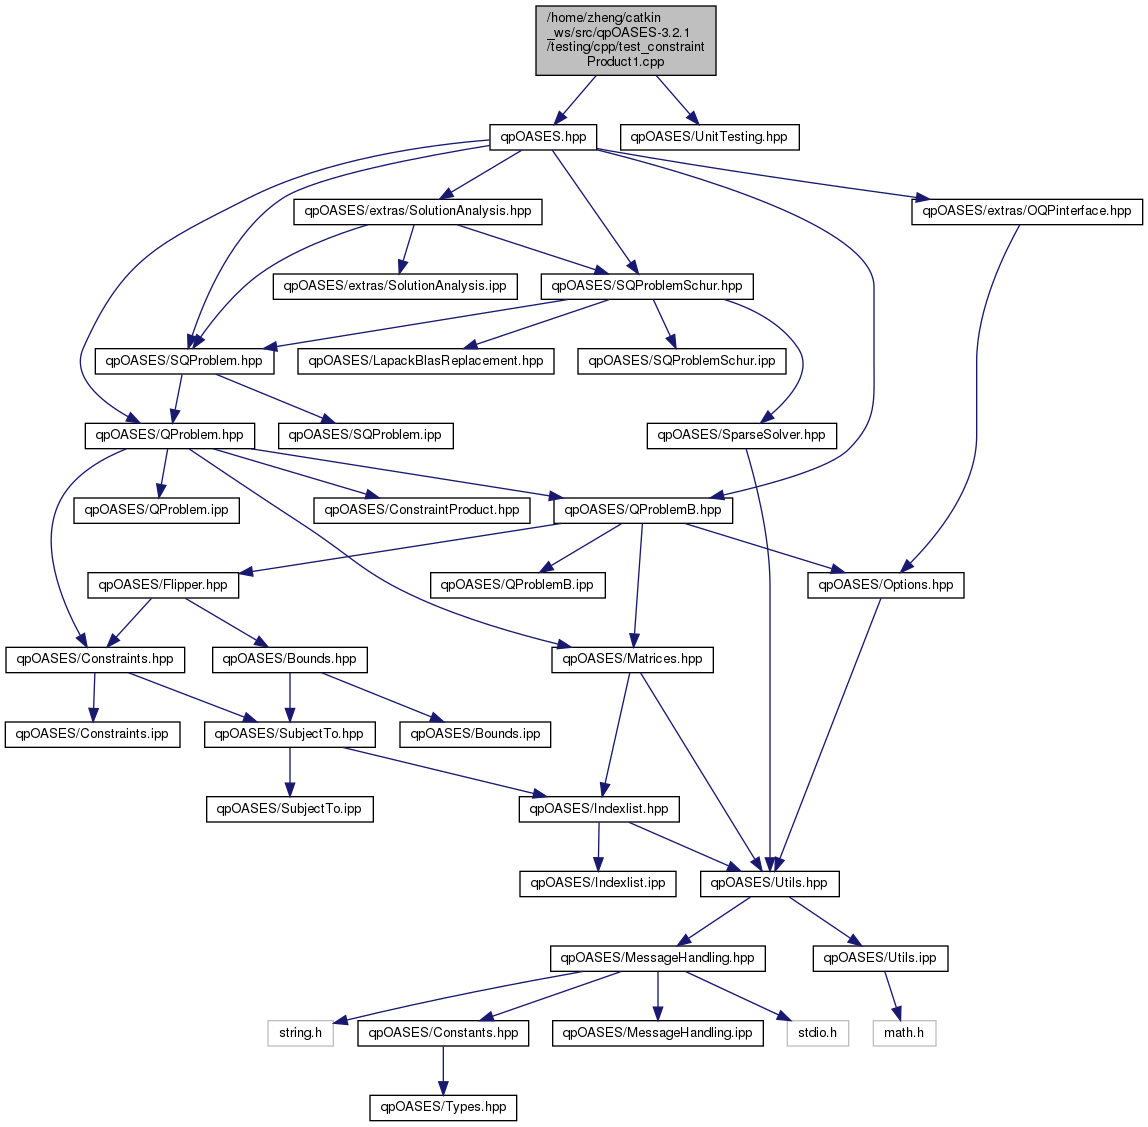 /home/zheng/catkin
_ws/src/qpOASES-3.2.1
/testing/cpp/test_constraint
Product1.cpp
qpOASES.hpp
qpOASES/UnitTesting.hpp
qpOASES/extras/SolutionAnalysis.hpp
qpOASES/extras/OQPinterface.hpp
qpOASES/extras/SolutionAnalysis.ipp
qpOASES/SQProblemSchur.hpp
qpOASES/SQProblem.hpp
qpOASES/LapackBlasReplacement.hpp
qpOASES/SQProblemSchur.ipp
qpOASES/QProblem.hpp
qpOASES/SQProblem.ipp
qpOASES/SparseSolver.hpp
qpOASES/QProblem.ipp
qpOASES/ConstraintProduct.hpp
qpOASES/QProblemB.hpp
qpOASES/Flipper.hpp
qpOASES/QProblemB.ipp
qpOASES/Options.hpp
qpOASES/Constraints.hpp
qpOASES/Bounds.hpp
qpOASES/Matrices.hpp
qpOASES/Constraints.ipp
qpOASES/SubjectTo.hpp
qpOASES/Bounds.ipp
qpOASES/SubjectTo.ipp
qpOASES/Indexlist.hpp
qpOASES/Indexlist.ipp
qpOASES/Utils.hpp
qpOASES/MessageHandling.hpp
qpOASES/Utils.ipp
string.h
qpOASES/Constants.hpp
qpOASES/MessageHandling.ipp
stdio.h
math.h
qpOASES/Types.hpp